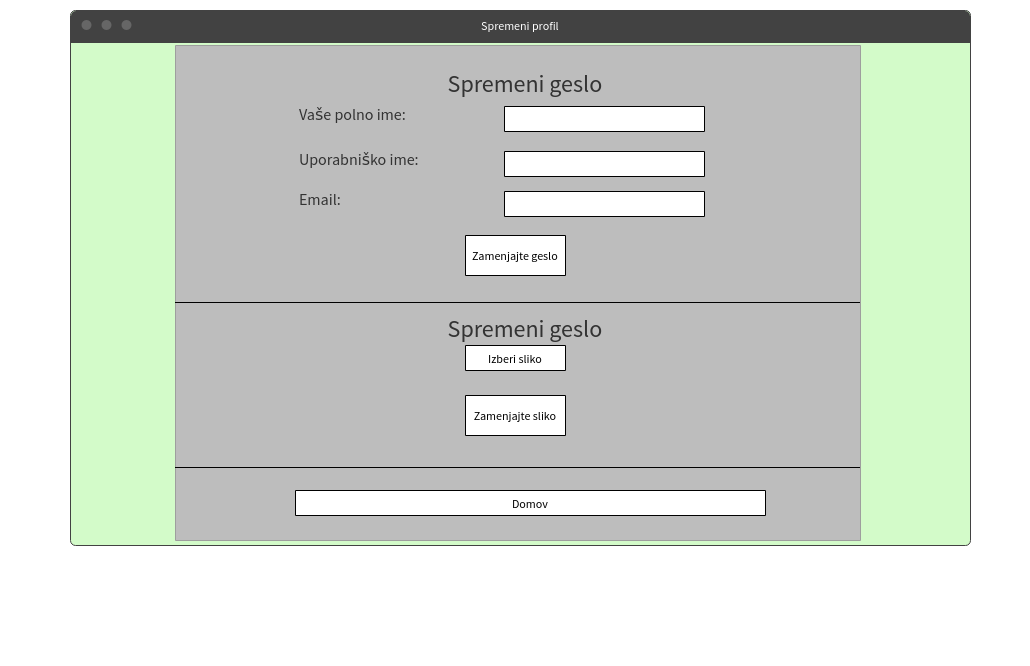 Spremeni profil
Spremeni geslo
Vaše polno ime:
Uporabniško ime:
Email:
Zamenjajte geslo
Spremeni geslo
Izberi sliko
Zamenjajte sliko
Domov